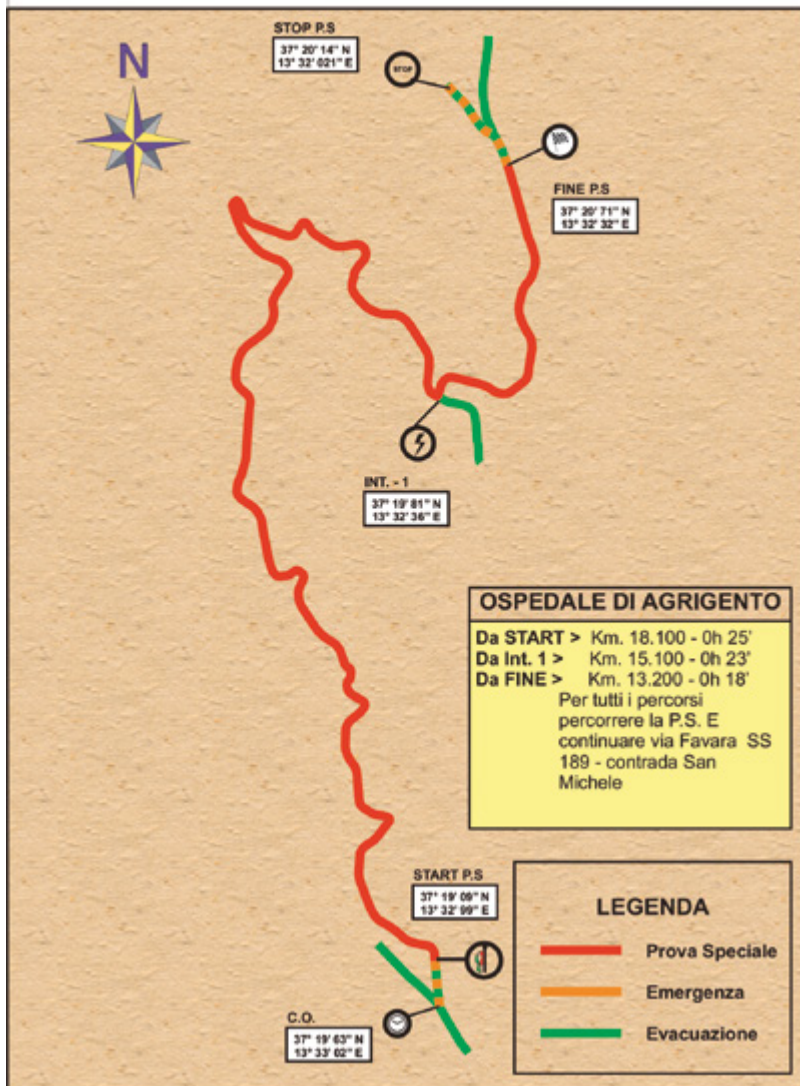 STOP P.S
37° 20' 14" N
13° 32' 021" E
N
STOP
FINE P.S
37° 20' 71" N
13° 32' 32" E
INT. - 1
37° 19' 81" N
13° 32' 36" E
OSPEDALE DI AGRIGENTO
Da START > Km. 18.100 - 0h 25'
Da Int. 1 > Km. 15.100 - 0h 23'
Da FINE > Km. 13.200 - 0h 18'
Per tutti i percorsi
percorrere la P.S. E
continuare via Favara SS
189 - contrada San
Michele
START P.S
37° 19' 09" N
13° 32' 99" E
LEGENDA
Prova Speciale
Emergenza
Evacuazione
C.O.
37° 19' 63" N
13° 33' 02" E